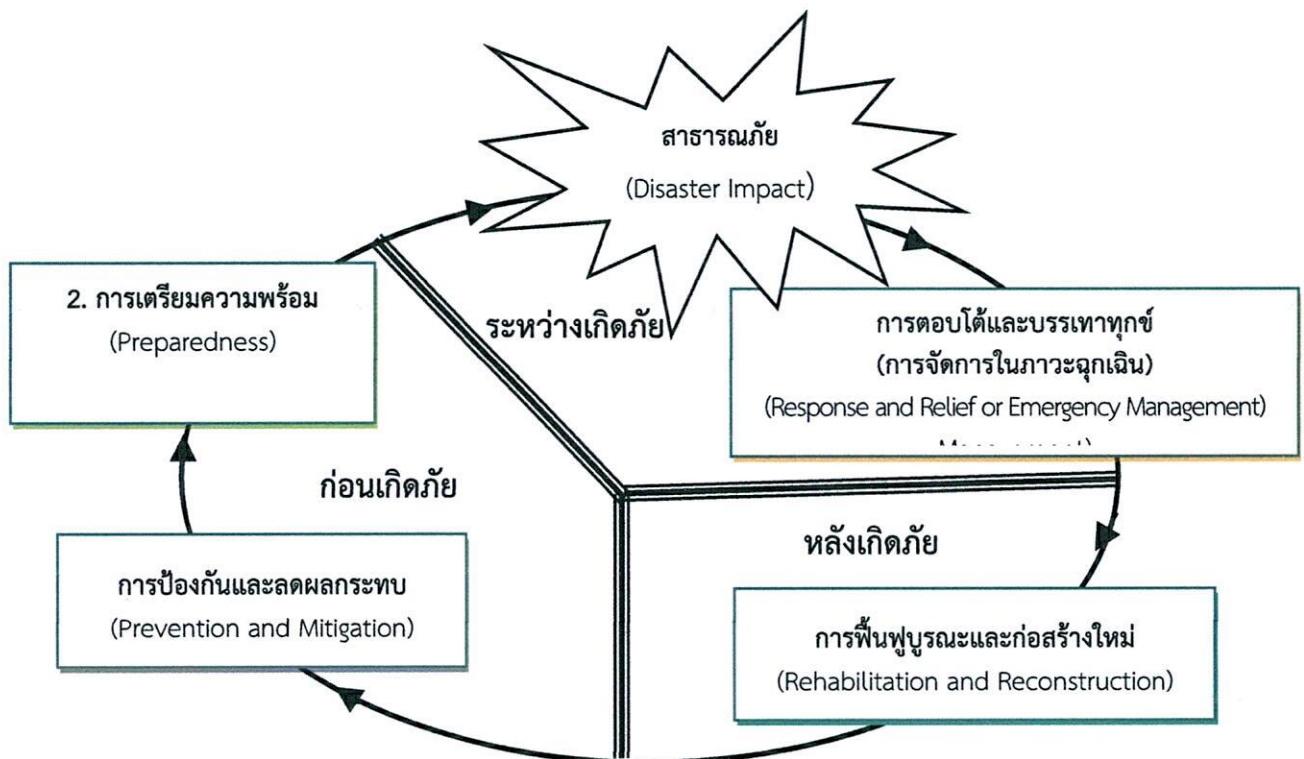 สาธารณภัย
(Disaster Impact)
2. การเตรียมความพร้อม
(Preparedness)
ระหว่างเกิดภัย
การตอบโต้และบรรเทาทุกข์
(การจัดการในภาวะฉุกเฉิน)
(Response and Relief or Emergency Management)
ก่อนเกิดภัย
หลังเกิดภัย
การป้องกันและลดผลกระทบ
(Prevention and Mitigation)
การฟื้นฟูบูรณะและก่อสร้างใหม่
(Rehabilitation and Reconstruction)